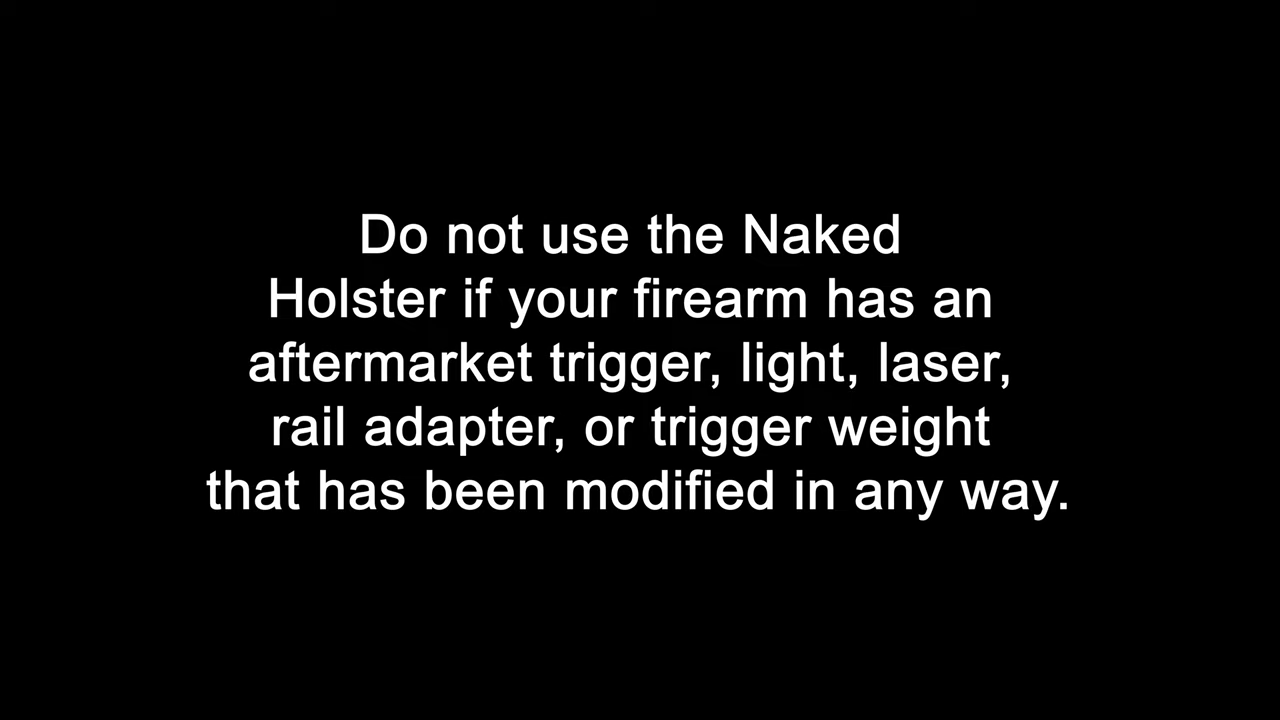 Do not use the Naked
Holster if your firearm has an
aftermarket trigger, light, laser,
rail adapter, or trigger weight
that has been modified in any way.